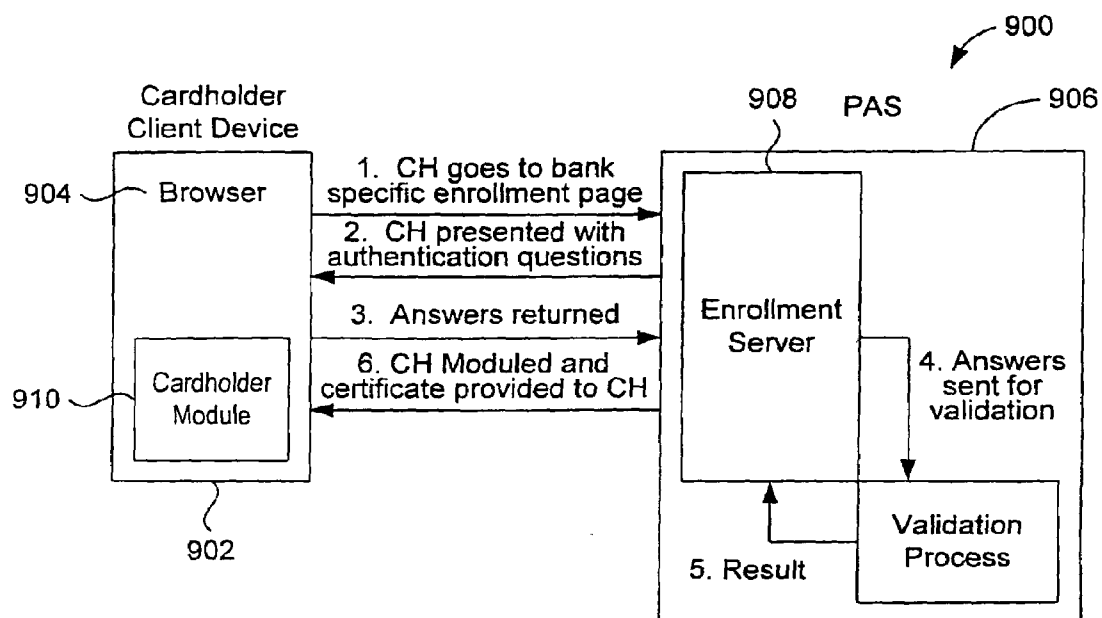 900
Cardholder
Client Device
908
PAS
906
904
Browser
1. CH goes to bank
specific enrollment page
2. CH presented with
authentication questions
3. Answers returned
6. CH Moduled and
certificate provided to CH
Enrollment
Server
4. Answers
sent for
validation
910
Cardholder
Module
902
5. Result
Validation
Process